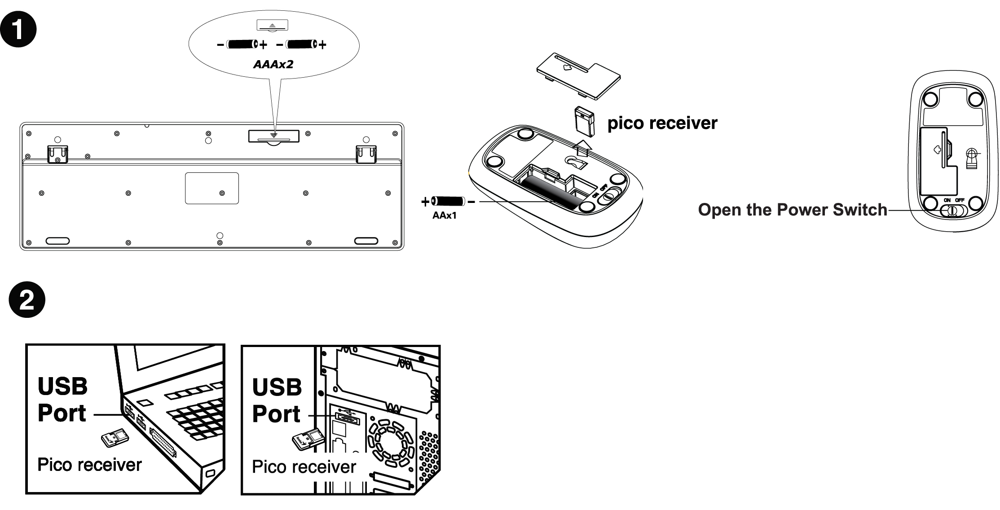 1
- + - +
AAAx2
pico receiver
+ -
AAx1
ON OFF
Open the Power Switch
ON OFF
2
USB
Port
Pico receiver
USB
Port
Pico receiver